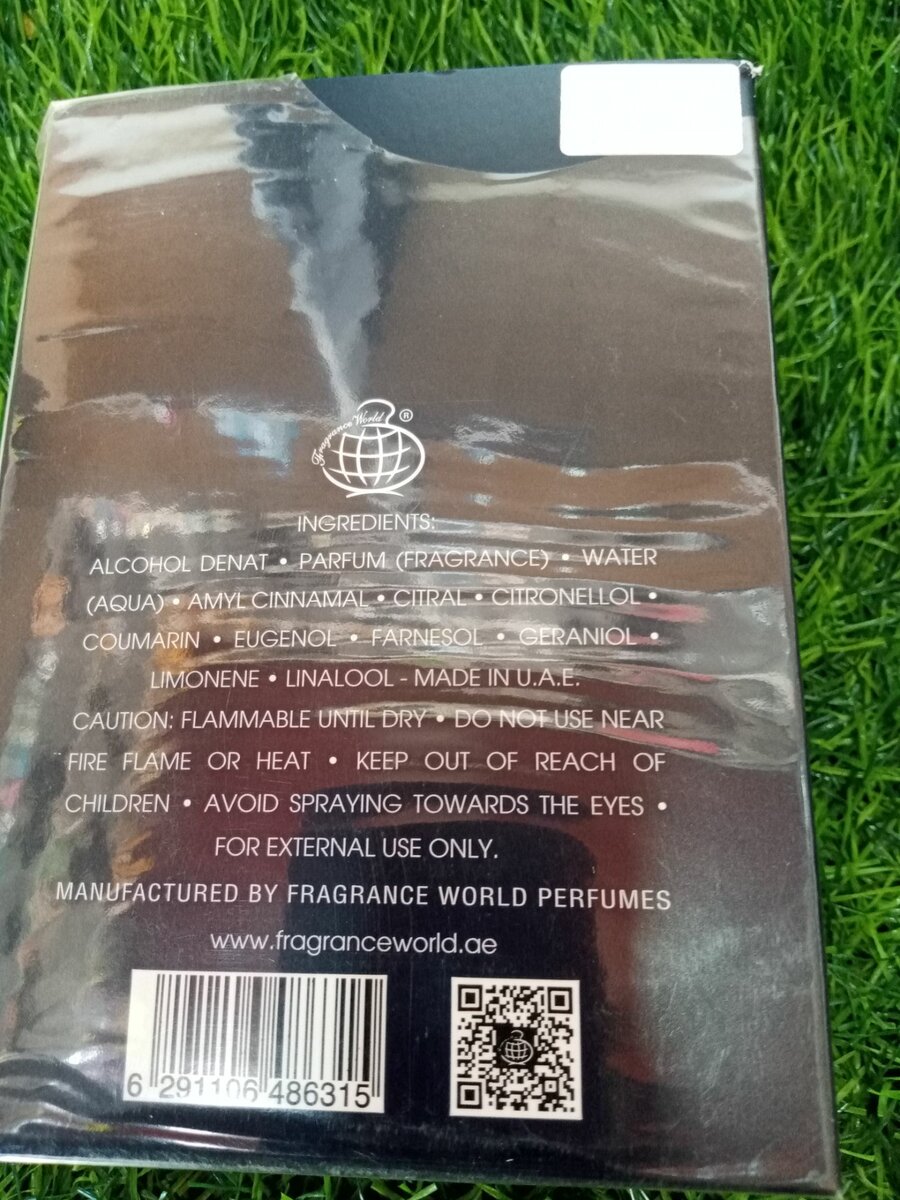 Fragrance World ®
INGREDIENTS:
ALCOHOL DENAT • PARFUM (FRAGRANCE) • WATER
(AQUA) • AMYL CINNAMAL • CITRAL • CITRONELLOL •
COUMARIN • EUGENOL • FARNESOL • GERANIOL •
LIMONENE • LINALOOL - MADE IN U.A.E.
CAUTION: FLAMMABLE UNTIL DRY • DO NOT USE NEAR
FIRE FLAME OR HEAT • KEEP OUT OF REACH OF
CHILDREN • AVOID SPRAYING TOWARDS THE EYES •
FOR EXTERNAL USE ONLY.
MANUFACTURED BY FRAGRANCE WORLD PERFUMES
www.fragranceworld.ae
6 291106 486315